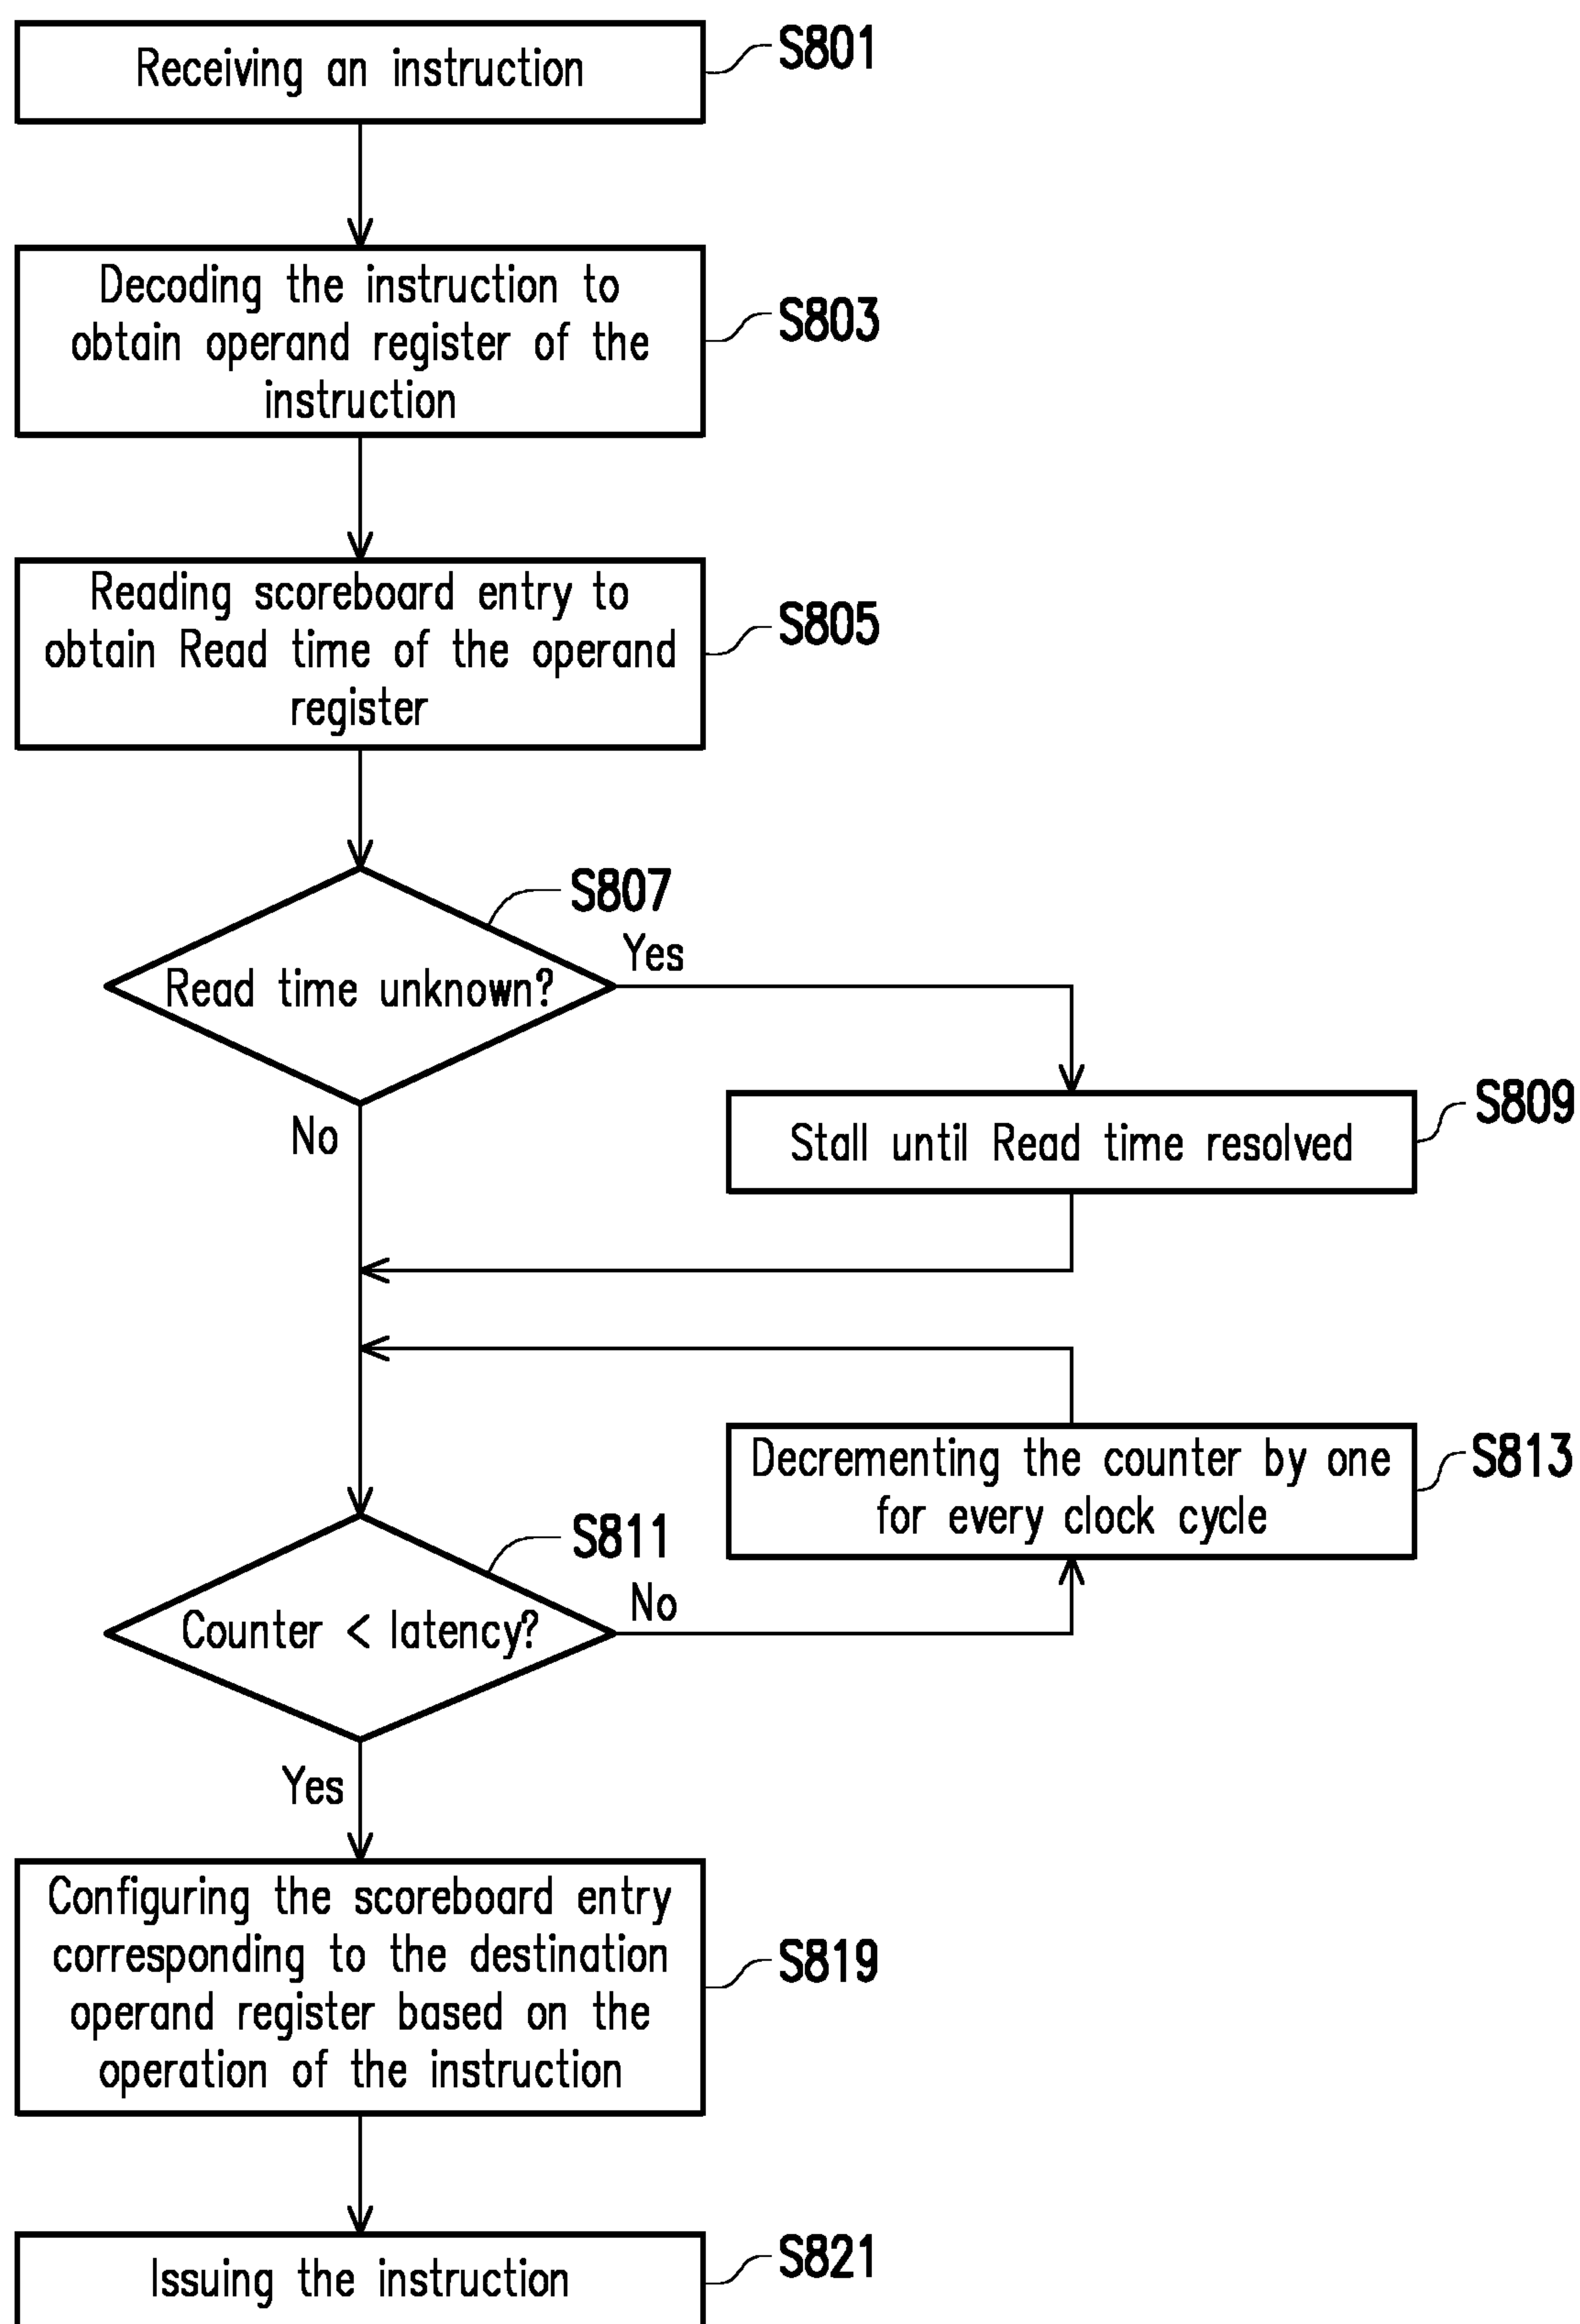 Receiving an instruction
S801
Decoding the instruction to
obtain operand register of the
instruction
S803
Reading scoreboard entry to
obtain Read time of the operand
register
S805
S807
Read time unknown?
Yes
No
Stall until Read time resolved
S809
Decrementing the counter by one
for every clock cycle
S813
S811
Counter < latency?
No
Yes
Configuring the scoreboard entry
corresponding to the destination
operand register based on the
operation of the instruction
S819
Issuing the instruction
S821